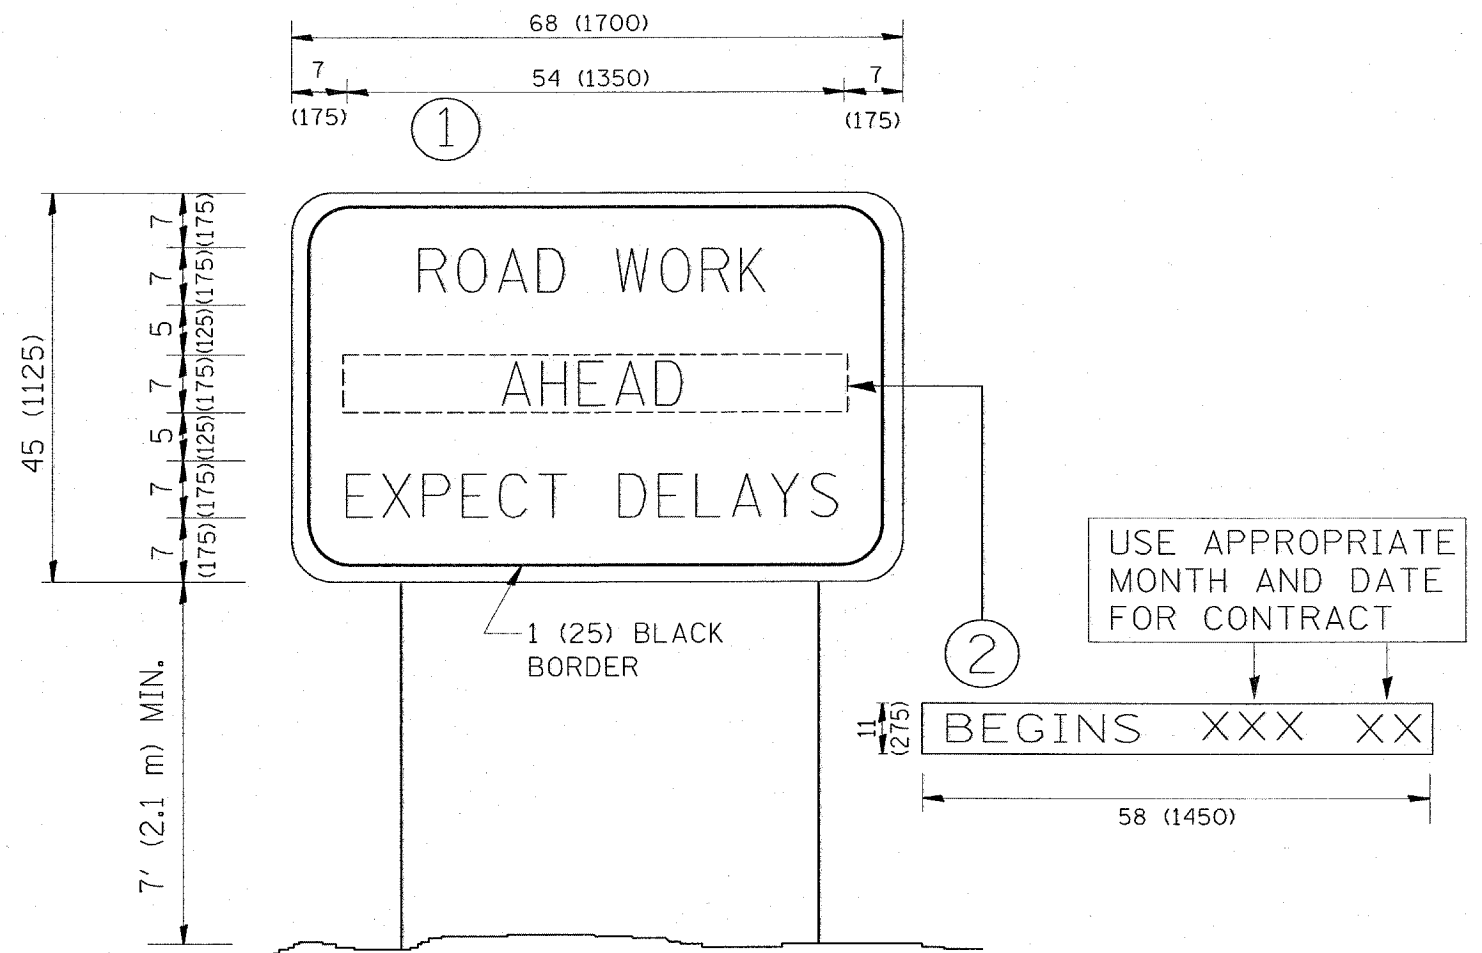 68 (1700)
7
54 (1350)
7
(175)
(175)
1
7
(175)
7
(175)
5
(125)
7
(175)
5
(125)
7
(175)
7
(175)
45 (1125)
ROAD WORK
AHEAD
EXPECT DELAYS
1 (25) BLACK
BORDER
7' (2.1 m) MIN.
USE APPROPRIATE
MONTH AND DATE
FOR CONTRACT
2
11
(275)
BEGINS XXX XX
58 (1450)